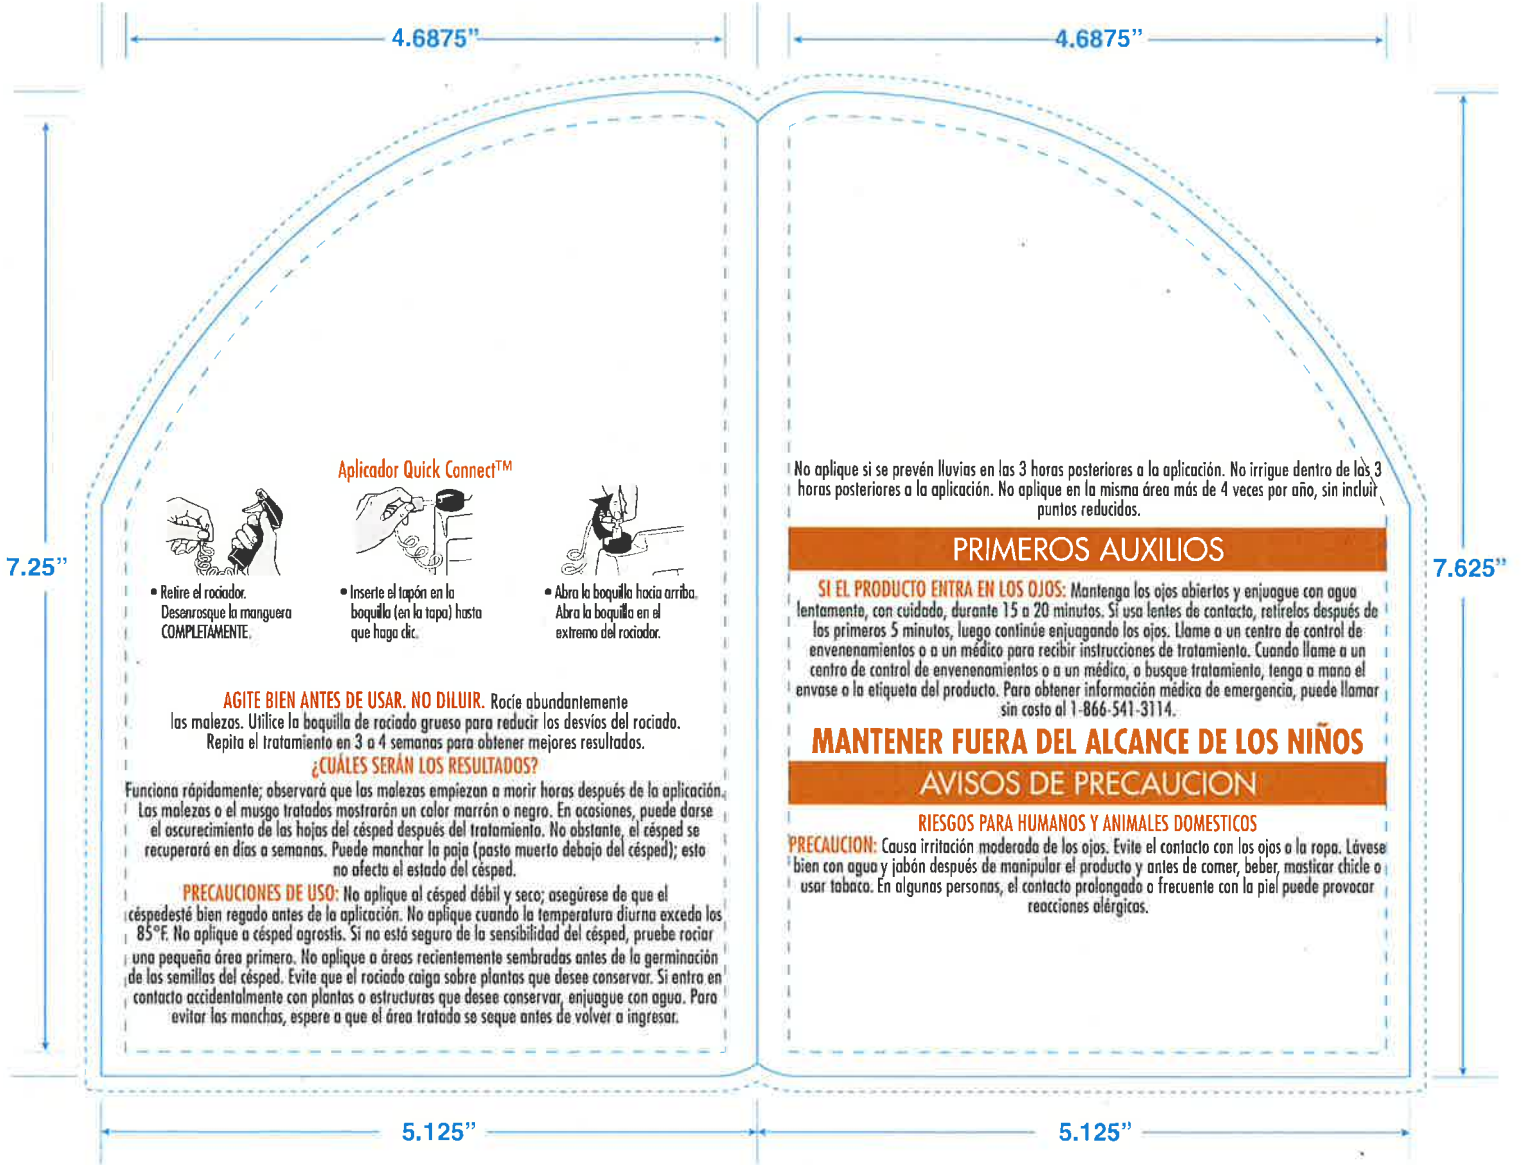 4.6875”
4.6875”
7.25”
7.625”
Aplicador Quick Connect™
• Retire el rociador.
Desenrosque la manguera
COMPLETAMENTE.
• Inserte el tapón en la
boquilla (en la tapa) hasta
que haga clic.
• Abra la boquilla hacia arriba.
Abra la boquilla en el
extremo del rociador.
AGITE BIEN ANTES DE USAR. NO DILUIR. Rocíe abundantemente
las malezas. Utilice la boquilla de rociado grueso para reducir los desvíos del rociado.
Repita el tratamiento en 3 a 4 semanas para obtener mejores resultados.
¿CUÁLES SERÁN LOS RESULTADOS?
Funciona rápidamente; observará que las malezas empiezan a morir horas después de la aplicación.
Las malezas o el musgo tratados mostrarán un color marrón o negro. En ocasiones, puede darse
el oscurecimiento de las hojas del césped después del tratamiento. No obstante, el césped se
recuperará en días a semanas. Puede manchar la paja (pasto muerto debajo del césped); esto
no afecta el estado del césped.
PRECAUCIONES DE USO: No aplique al césped débil y seco; asegúrese de que el
céspedesté bien regado antes de la aplicación. No aplique cuando la temperatura diurna exceda los
85°F. No aplique a césped agrostis. Si no está seguro de la sensibilidad del césped, pruebe rociar
una pequeña área primero. No aplique a áreas recientemente sembradas antes de la germinación
de las semillas del césped. Evite que el rociado caiga sobre plantas que desee conservar. Si entra en
contacto accidentalmente con plantas o estructuras que desee conservar, enjuague con agua. Para
evitar las manchas, espere a que el área tratada se seque antes de volver a ingresar.
No aplique si se prevén lluvias en las 3 horas posteriores a la aplicación. No irrigue dentro de las 3
horas posteriores a la aplicación. No aplique en la misma área más de 4 veces por año, sin incluir
puntos reducidos.
PRIMEROS AUXILIOS
SI EL PRODUCTO ENTRA EN LOS OJOS: Mantenga los ojos abiertos y enjuague con agua
lentamente, con cuidado, durante 15 a 20 minutos. Si usa lentes de contacto, retírelos después de
los primeros 5 minutos, luego continúe enjuagando los ojos. Llame a un centro de control de
envenenamientos o a un médico para recibir instrucciones de tratamiento. Cuando llame a un
centro de control de envenenamientos o a un médico, o busque tratamiento, tenga a mano el
envase o la etiqueta del producto. Para obtener información médica de emergencia, puede llamar
sin costo al 1-866-541-3114.
MANTENER FUERA DEL ALCANCE DE LOS NIÑOS
AVISOS DE PRECAUCION
RIESGOS PARA HUMANOS Y ANIMALES DOMESTICOS
PRECAUCION: Causa irritación moderada de los ojos. Evite el contacto con los ojos o la ropa. Lávese
bien con agua y jabón después de manipular el producto y antes de comer, beber, masticar chicle o
usar tabaco. En algunas personas, el contacto prolongado o frecuente con la piel puede provocar
reacciones alérgicas.
5.125”
5.125”